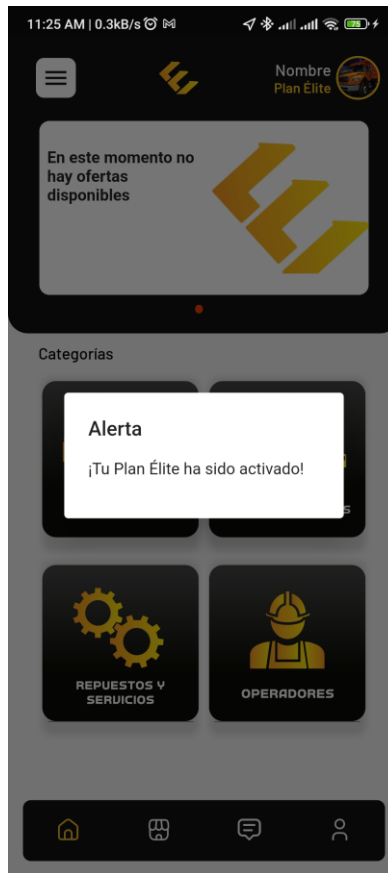 11:25 AM | 0.3kB/s
75
Nombre
Plan Élite
En este momento no
hay ofertas
disponibles
Categorías
Alerta
¡Tu Plan Élite ha sido activado!
S
REPUESTOS Y
SERVICIOS
OPERADORES